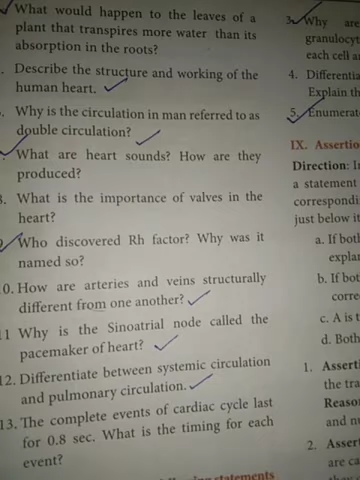 What would happen to the leaves of a
plant that transpires more water than its
absorption in the roots?
Describe the structure and working of the
human heart.
Why is the circulation in man referred to as
double circulation?
What are heart sounds? How are they
produced?
What is the importance of valves in the
heart?
Who discovered Rh factor? Why was it
named so?
10. How are arteries and veins structurally
different from one another?
11 Why is the Sinoatrial node called the
pacemaker of heart?
12. Differentiate between systemic circulation
and pulmonary circulation.
13. The complete events of cardiac cycle last
for 0.8 sec. What is the timing for each
event?
statements
3. Why are
granulocyt
each cell a
4. Differentia
Explain th
5. Enumerat
IX. Assertio
Direction: I
a statement
correspondi
just below it
a. If both
expla
b. If bot
corre
c. A is t
d. Both
1. Asserti
the tra
Reaso
and nu
2. Assert
are ca